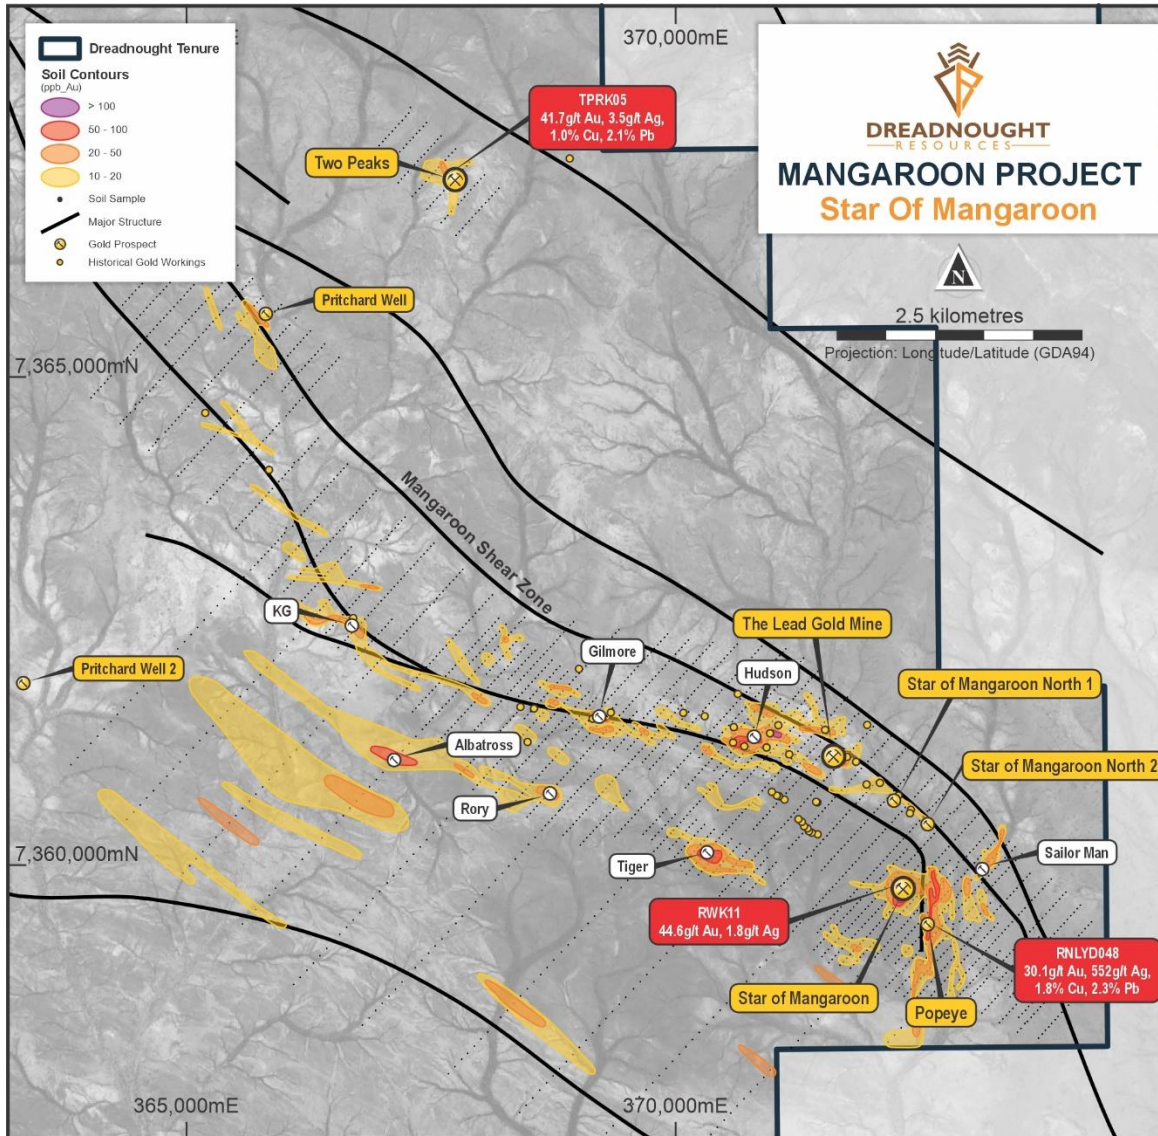 Dreadnought Tenure
Soil Contours
(ppb_Au)
> 100
50 - 100
20 - 50
10 - 20
Soil Sample
Major Structure
Gold Prospect
Historical Gold Workings
370,000mE
DREADNOUGHT
RESOURCES
MANGAROON PROJECT
Star Of Mangaroon
N
2.5 kilometres
Projection: Longitude/Latitude (GDA94)
TPRK05
41.7g/t Au, 3.5g/t Ag,
1.0% Cu, 2.1% Pb
Two Peaks
Pritchard Well
7,365,000mN
Mangaroon Shear Zone
KG
The Lead Gold Mine
Gilmore
Hudson
Pritchard Well 2
Star of Mangaroon North 1
Albatross
Star of Mangaroon North 2
Rory
7,360,000mN
Tiger
Sailor Man
RWK11
44.6g/t Au, 1.8g/t Ag
RNLYD048
30.1g/t Au, 552g/t Ag,
1.8% Cu, 2.3% Pb
Star of Mangaroon
Popeye
365,000mE
370,000mE